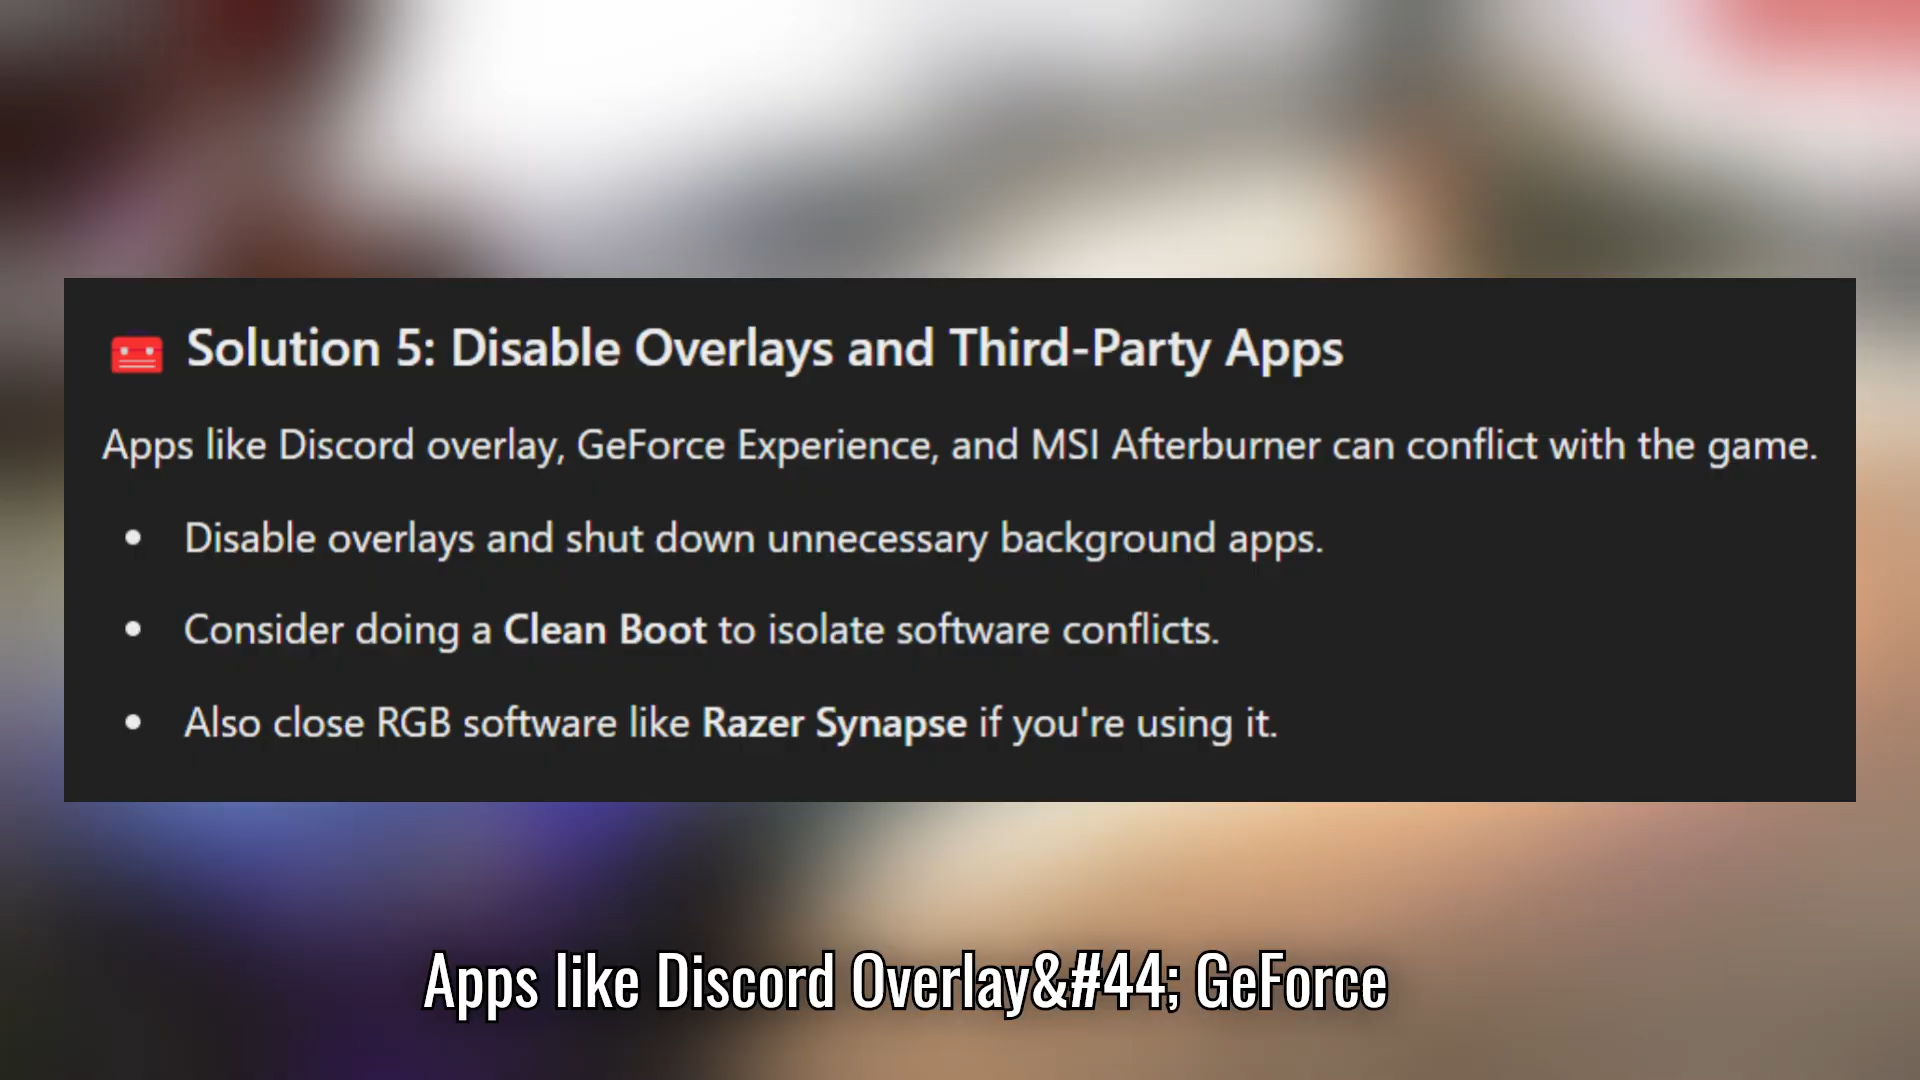 Solution 5: Disable Overlays and Third-Party Apps
Apps like Discord overlay, GeForce Experience, and MSI Afterburner can conflict with the game.
• Disable overlays and shut down unnecessary background apps.
• Consider doing a Clean Boot to isolate software conflicts.
• Also close RGB software like Razer Synapse if you're using it.
Apps like Discord Overlay&#44; GeForce